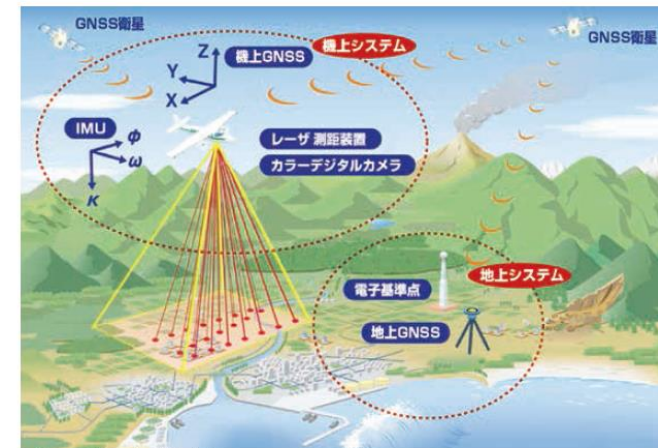 GNSS衛星
GNSS衛星
機上システム
Z
機上GNSS
Y
X
IMU
φ
ω
κ
レーザ 測距装置
カラーデジタルカメラ
地上システム
電子基準点
地上GNSS